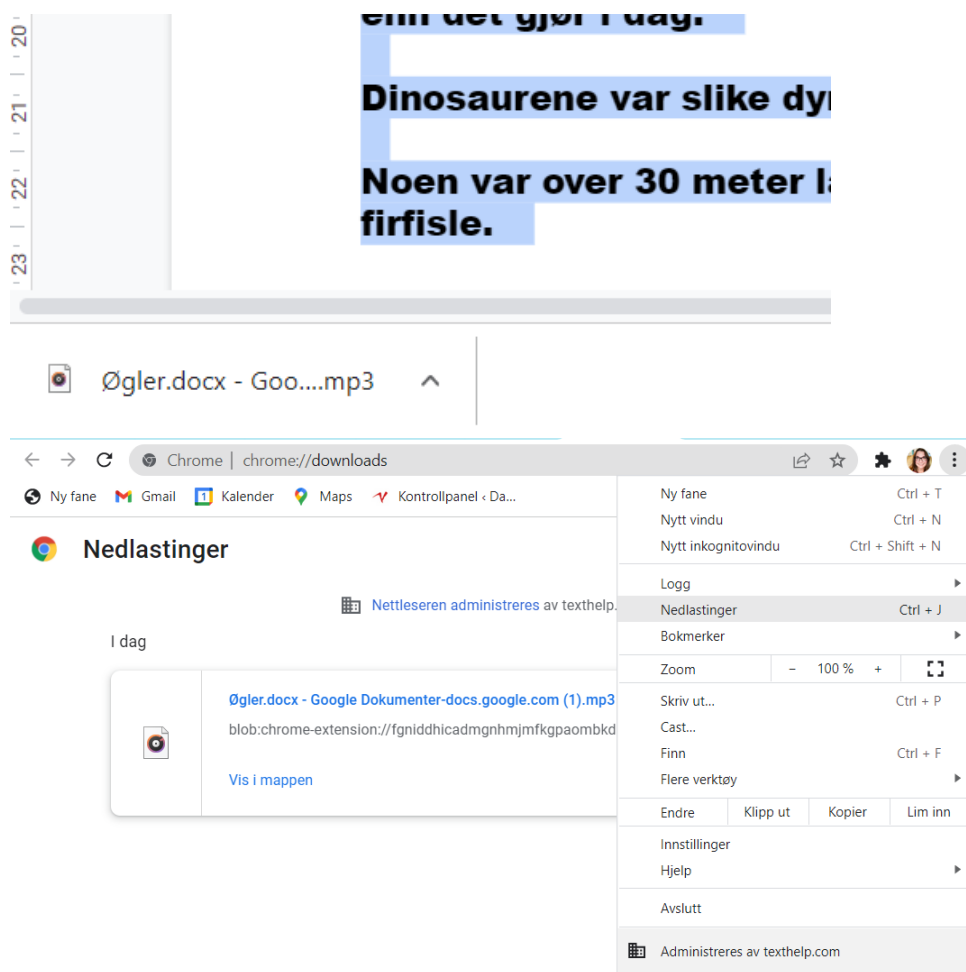 enn det gjør i dag.
20
21
Dinosaurene var slike
22
Noen var over 30 meter
firfisle.
23
Øgler.docx - Goo....mp3
Chrome | chrome://downloads
Ny fane Gmail 1 Kalender Maps Kontrollpanel ‹ Da...
Nedlastinger
Nettleseren administreres av texthelp.
I dag
Øgler.docx - Google Dokumenter-docs.google.com (1).mp3
blob:chrome-extension://fgniddhicadmgnhmjmfkgpaombkd
Vis i mappen
Ny fane Ctrl + T
Nytt vindu Ctrl + N
Nytt inkognitovindu Ctrl + Shift + N
Logg
Nedlastinger Ctrl + J
Bokmerker
Zoom - 100 % +
Skriv ut... Ctrl + P
Cast...
Finn Ctrl + F
Flere verktøy
Endre Klipp ut Kopier Lim inn
Innstillinger
Hjelp
Avslutt
Administreres av texthelp.com